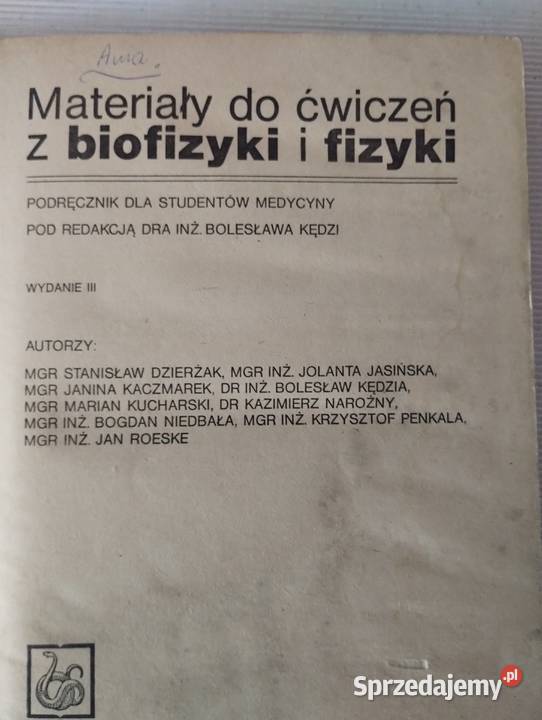 Anna.
Materiały do ćwiczeń
z biofizyki i fizyki
PODRĘCZNIK DLA STUDENTÓW MEDYCYNY
POD REDAKCJĄ DRA INŻ. BOLESŁAWA KĘDZI
WYDANIE III
AUTORZY:
MGR STANISŁAW DZIERŻAK, MGR INŻ. JOLANTA JASIŃSKA,
MGR JANINA KACZMAREK, DR INŻ. BOLESŁAW KĘDZIA,
MGR MARIAN KUCHARSKI, DR KAZIMIERZ NAROŻNY,
MGR INŻ. BOGDAN NIEDBAŁA, MGR INŻ. KRZYSZTOF PENKALA,
MGR INŻ. JAN ROESKE
Sprzedajemy.pl